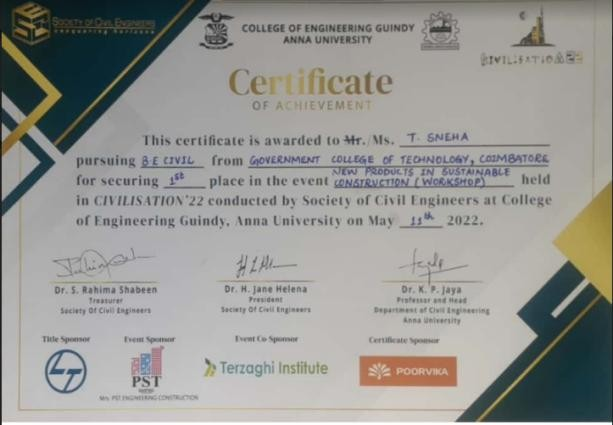 SOCIETY OF CIVIL ENGINEERS
conquering horizons
COLLEGE OF ENGINEERING GUINDY
ANNA UNIVERSITY
CIVILISATION22
Certificate
OF ACHIEVEMENT
This certificate is awarded to Mr./Ms. T. SNEHA
pursuing B.E CIVIL from GOVERNMENT COLLEGE OF TECHNOLOGY, COIMBATORE
for securing 1st place in the event NEW PRODUCTS IN SUSTAINABLE CONSTRUCTION (WORKSHOP) held
in CIVILISATION'22 conducted by Society of Civil Engineers at College
of Engineering Guindy, Anna University on May 11th 2022.
Dr. S. Rahima Shabeen
Treasurer
Society Of Civil Engineers
Dr. H. Jane Helena
President
Society Of Civil Engineers
Dr. K. P. Jaya
Professor and Head
Department of Civil Engineering
Anna University
Title Sponsor
Event Sponsor
PST
M/s. PST ENGINEERING CONSTRUCTION
Event Co Sponsor
Terzaghi Institute
Certificate Sponsor
POORVIKA